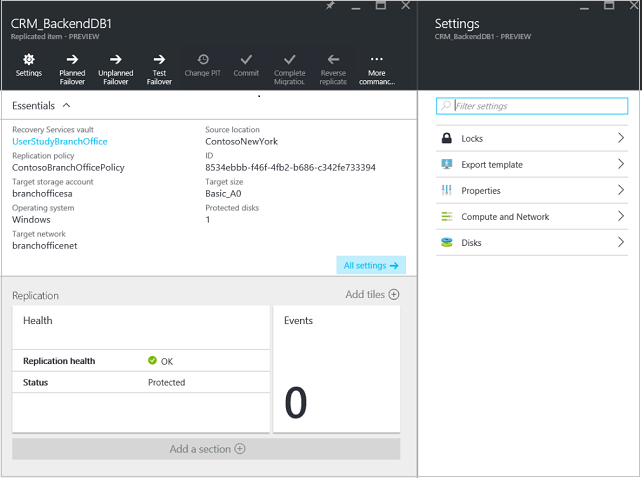 CRM_BackendDB1
Replicated item - PREVIEW
Settings
Planned
Failover
Unplanned
Failover
Test
Failover
Change PIT
Commit
Complete
Migration
Reverse
replicate
More
commanc...
Essentials
Recovery Services vault
UserStudyBranchOffice
Replication policy
ContosoBranchOfficePolicy
Target storage account
branchofficesa
Operating system
Windows
Target network
branchofficenet
Source location
ContosoNewYork
ID
8534ebbb-f46f-4fb2-b686-c342fe733394
Target size
Basic_A0
Protected disks
1
All settings
Replication
Add tiles
Health
Replication health OK
Status Protected
Events
0
Add a section
Settings
CRM_BackendDB1 - PREVIEW
Filter settings
Locks
Export template
Properties
Compute and Network
Disks